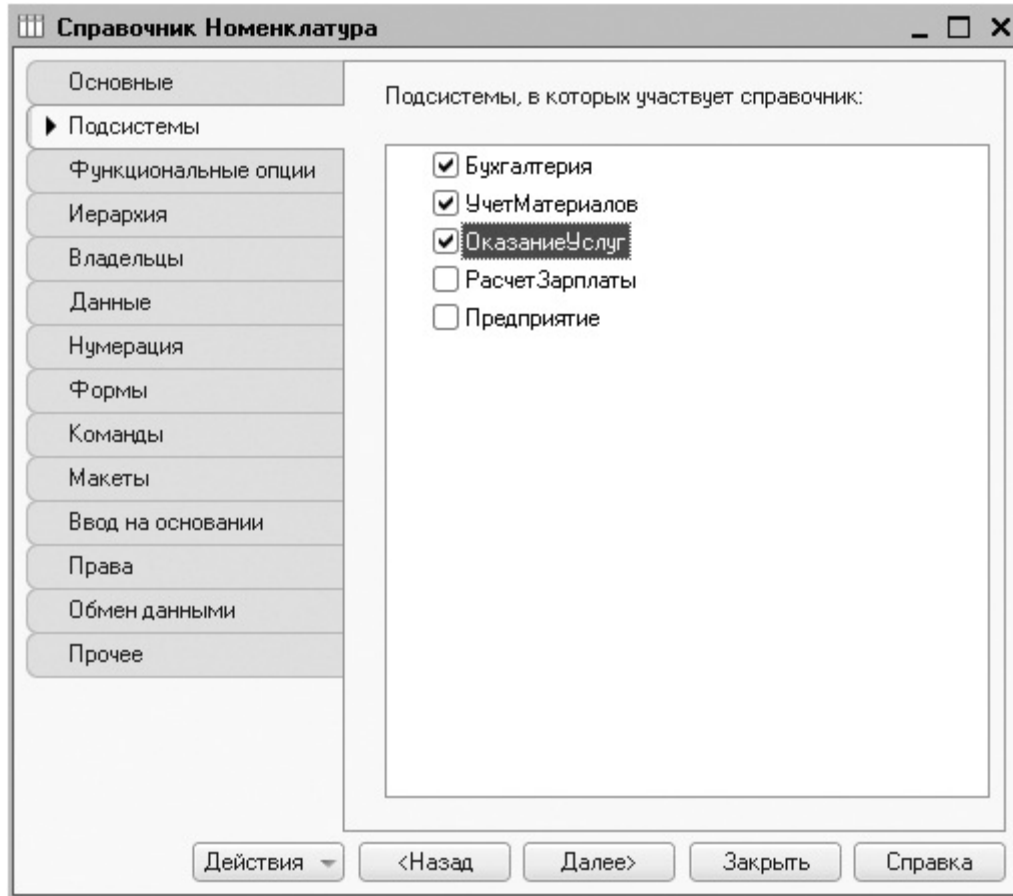 Справочник Номенклатура
Основные
Подсистемы
Функциональные опции
Иерархия
Владельцы
Данные
Нумерация
Формы
Команды
Макеты
Ввод на основании
Права
Обмен данными
Прочее
Подсистемы, в которых участвует справочник:
Бухгалтерия
УчетМатериалов
ОказаниеУслуг
РасчетЗарплаты
Предприятие
Действия
<Назад
Далее>
Закрыть
Справка